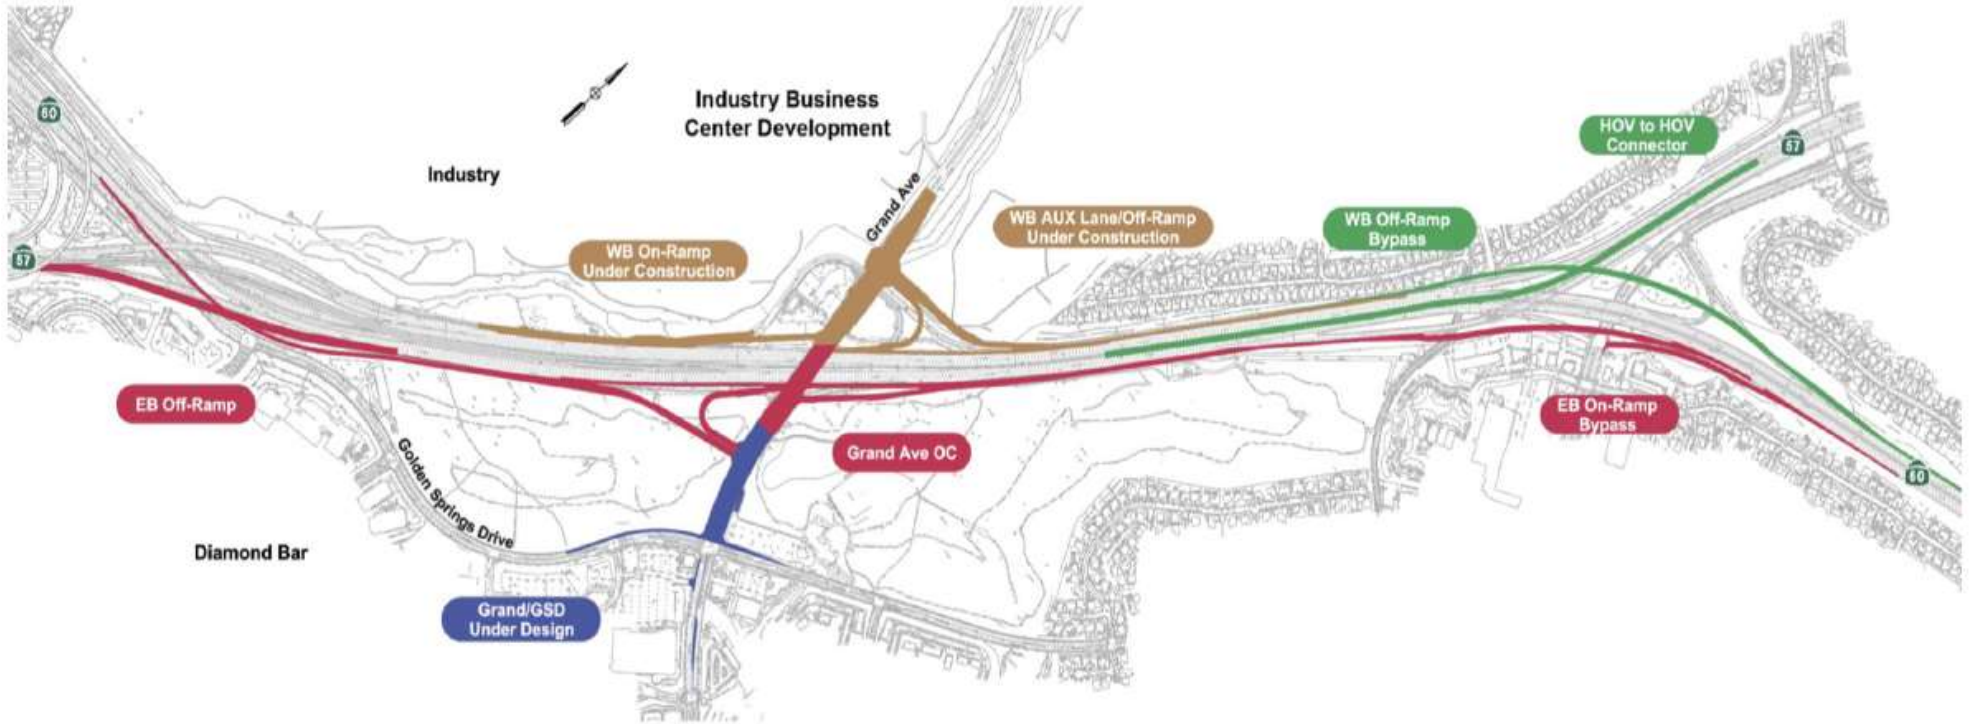 60
57
Industry
Industry Business
Center Development
Grand Ave
WB On-Ramp
Under Construction
WB AUX Lane/Off-Ramp
Under Construction
WB Off-Ramp
Bypass
HOV to HOV
Connector
57
EB Off-Ramp
Golden Springs Drive
Grand Ave OC
EB On-Ramp
Bypass
60
Diamond Bar
Grand/GSD
Under Design